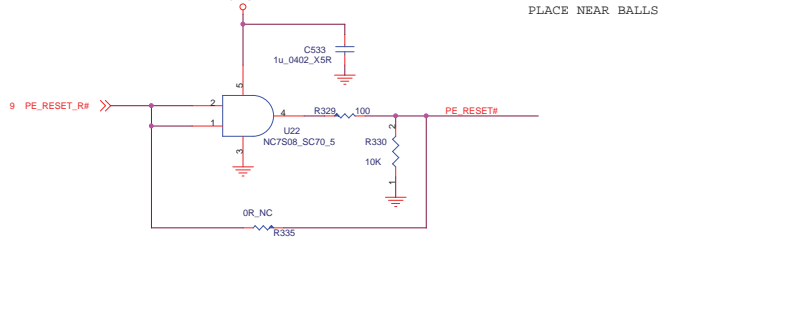 PLACE NEAR BALLS
C533
1u_0402_X5R
5
9 PE_RESET_R#
2
1
4
R329 100
PE_RESET#
U22
NC7S08_SC70_5
3
2
R330
10K
1
0R_NC
R335